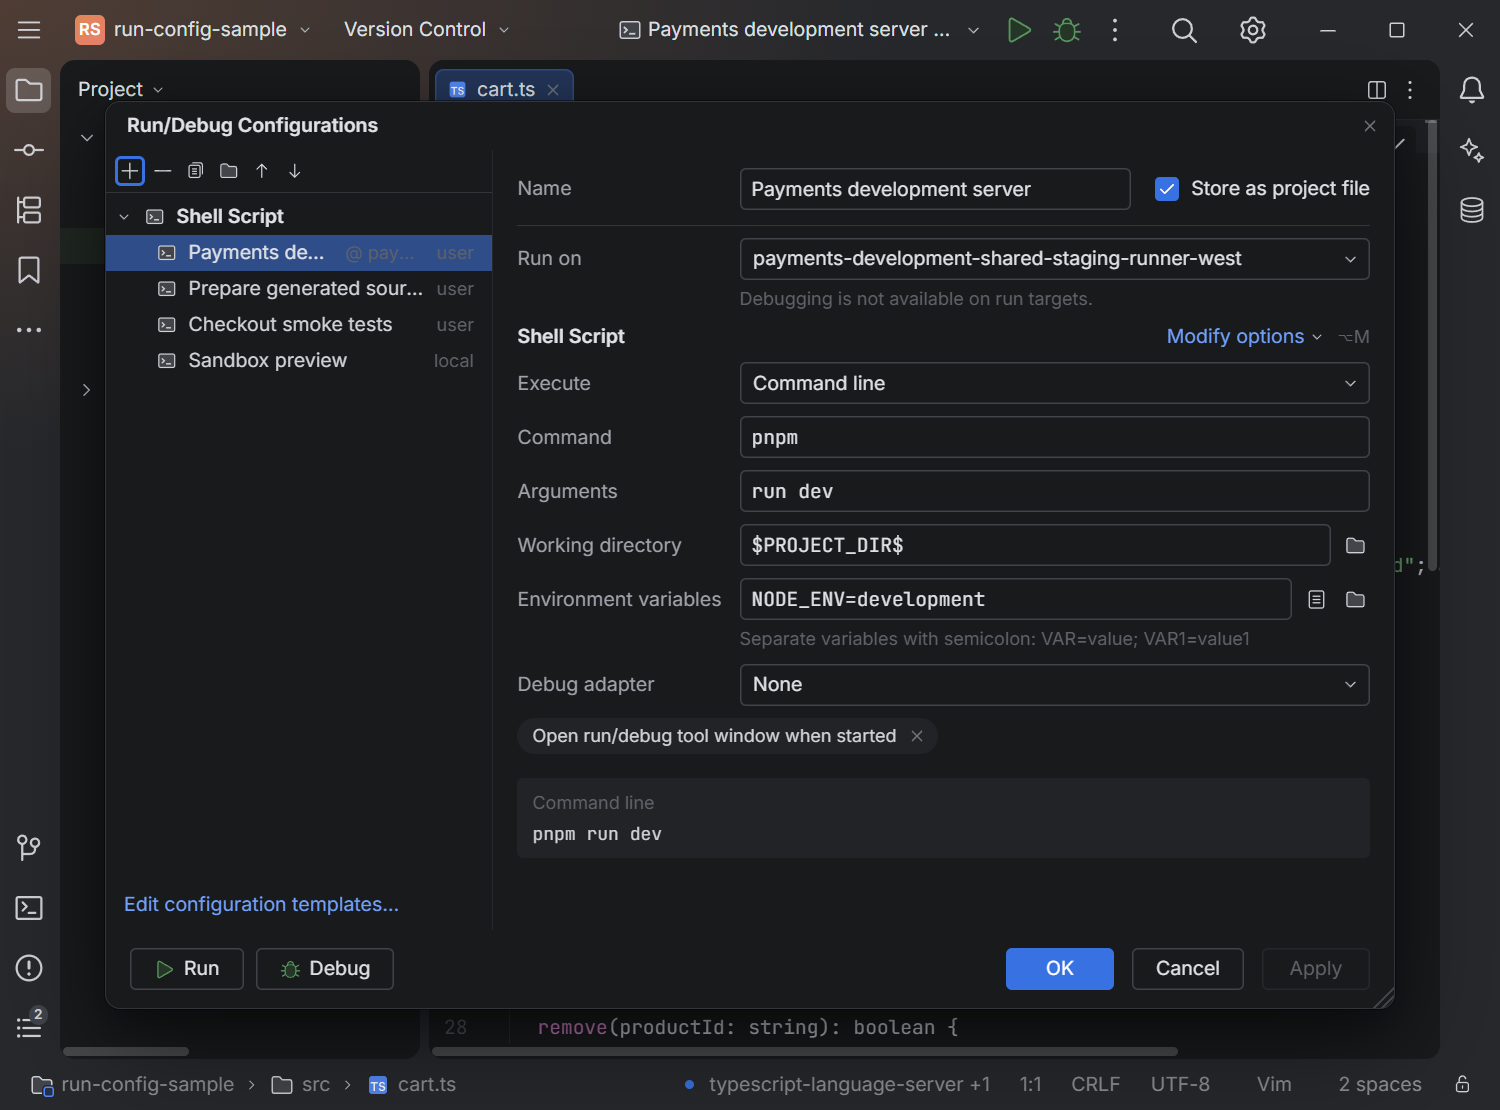 RS run-config-sample Version Control Payments development server ...
Project
TS cart.ts
Run/Debug Configurations
Name Payments development server Store as project file
Shell Script
Payments de... @ pay... user
Prepare generated sour... user
Checkout smoke tests user
Sandbox preview local
Run on payments-development-shared-staging-runner-west
Debugging is not available on run targets.
Shell Script Modify options ⌥M
Execute Command line
Command pnpm
Arguments run dev
Working directory $PROJECT_DIR$
d";
Environment variables NODE_ENV=development
Separate variables with semicolon: VAR=value; VAR1=value1
Debug adapter None
Open run/debug tool window when started
Command line
pnpm run dev
Edit configuration templates...
Run Debug OK Cancel Apply
2
28 remove(productId: string): boolean {
run-config-sample › src › TS cart.ts typescript-language-server +1 1:1 CRLF UTF-8 Vim 2 spaces